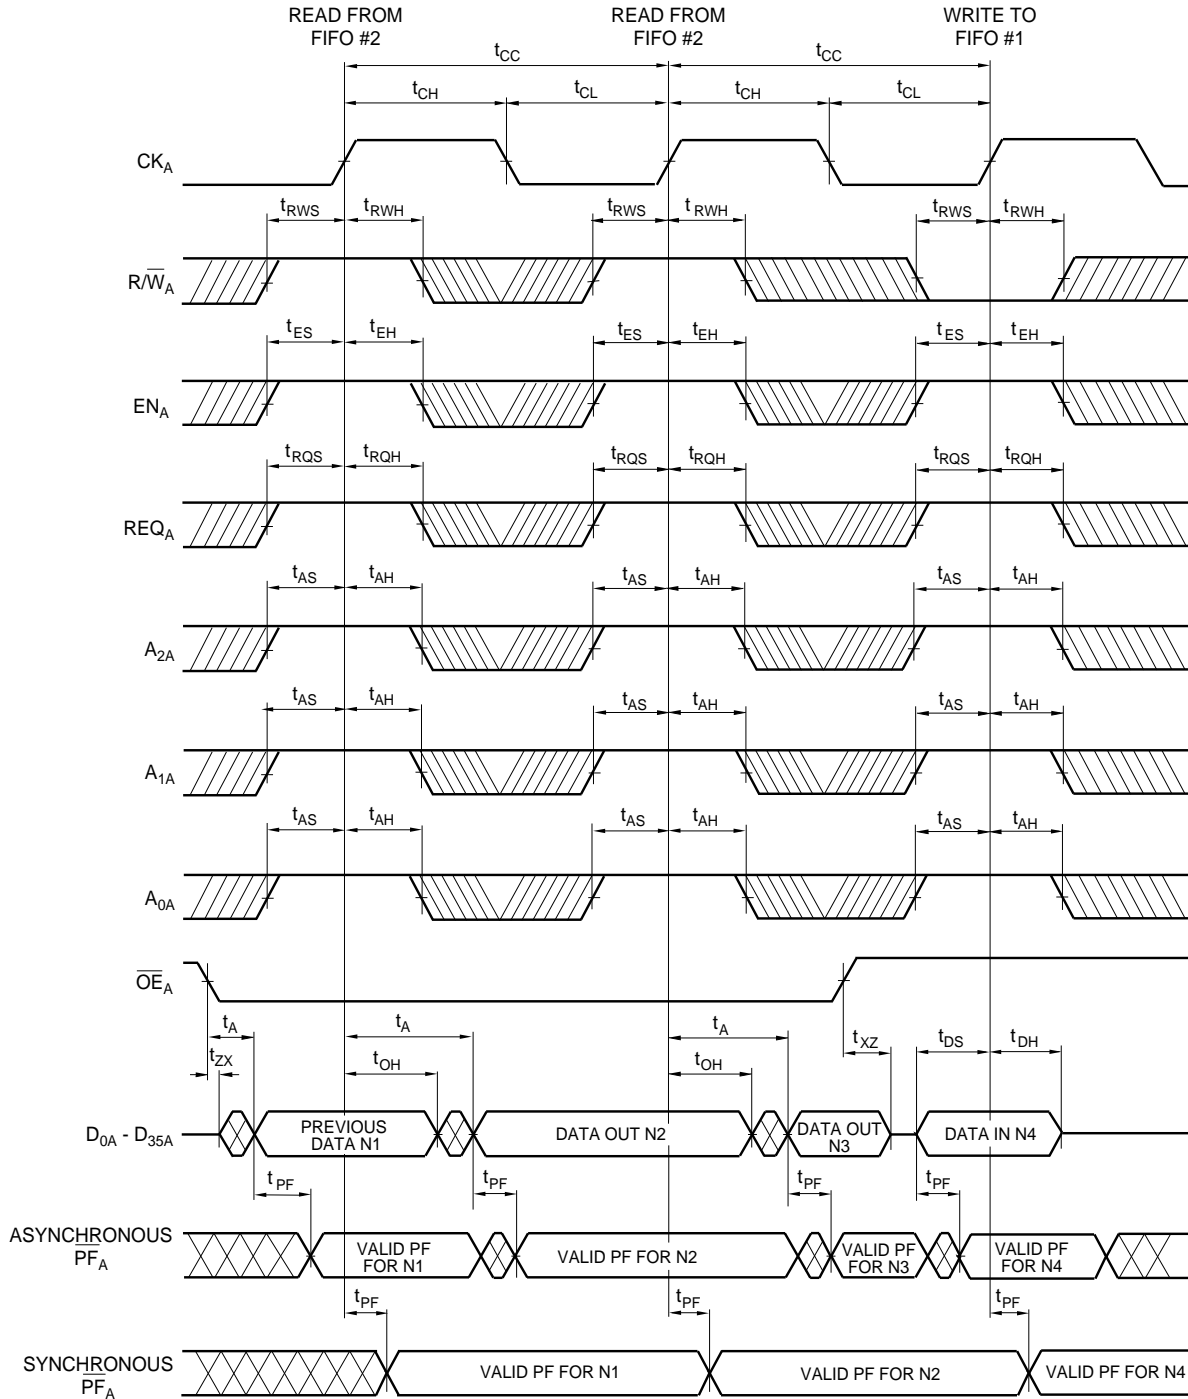 READ FROM FIFO #2
READ FROM FIFO #2
WRITE TO FIFO #1
tCC
tCC
tCH
tCL
tCH
tCL
CKA
tRWS
tRWH
tRWS
tRWH
tRWS
tRWH
R/W̅A
tES
tEH
tES
tEH
tES
tEH
ENA
tRQS
tRQH
tRQS
tRQH
tRQS
tRQH
REQA
tAS
tAH
tAS
tAH
tAS
tAH
A2A
tAS
tAH
tAS
tAH
tAS
tAH
A1A
tAS
tAH
tAS
tAH
tAS
tAH
A0A
O̅E̅A
tA
tA
tA
tZX
tOH
tOH
tXZ
tDS
tDH
D0A - D35A
PREVIOUS DATA N1
DATA OUT N2
DATA OUT N3
DATA IN N4
tPF
tPF
tPF
tPF
ASYNCHRONOUS P̅F̅A
VALID PF FOR N1
VALID PF FOR N2
VALID PF FOR N3
VALID PF FOR N4
tPF
tPF
tPF
SYNCHRONOUS P̅F̅A
VALID PF FOR N1
VALID PF FOR N2
VALID PF FOR N4